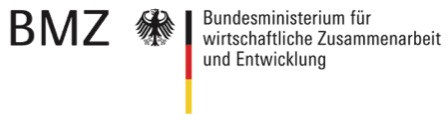 BMZ
Bundesministerium für
wirtschaftliche Zusammenarbeit
und Entwicklung